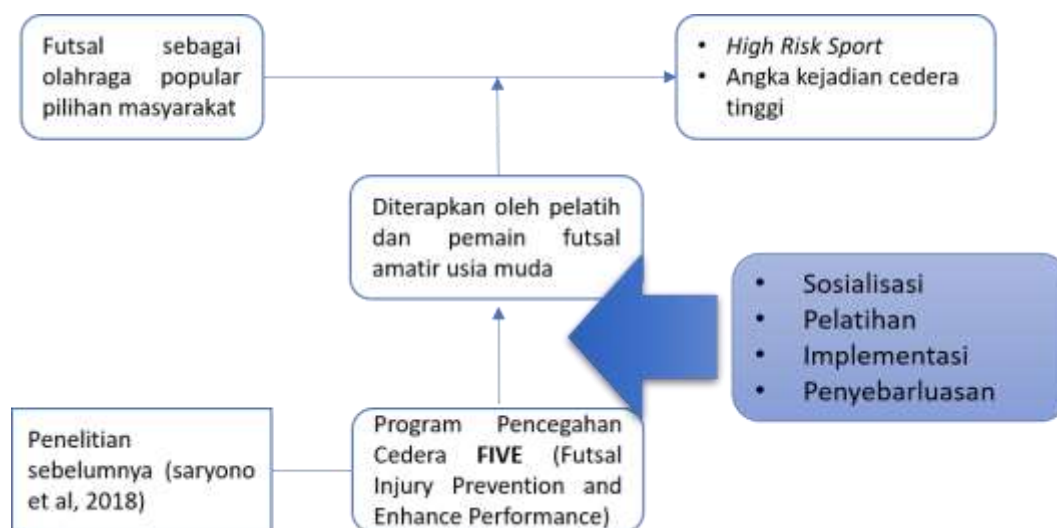 Futsal sebagai
olahraga popular
pilihan masyarakat
• High Risk Sport
• Angka kejadian cedera
tinggi
Diterapkan oleh pelatih
dan pemain futsal
amatir usia muda
• Sosialisasi
• Pelatihan
• Implementasi
• Penyebarluasan
Penelitian
sebelumnya (saryono
et al, 2018)
Program Pencegahan
Cedera FIVE (Futsal
Injury Prevention and
Enhance Performance)